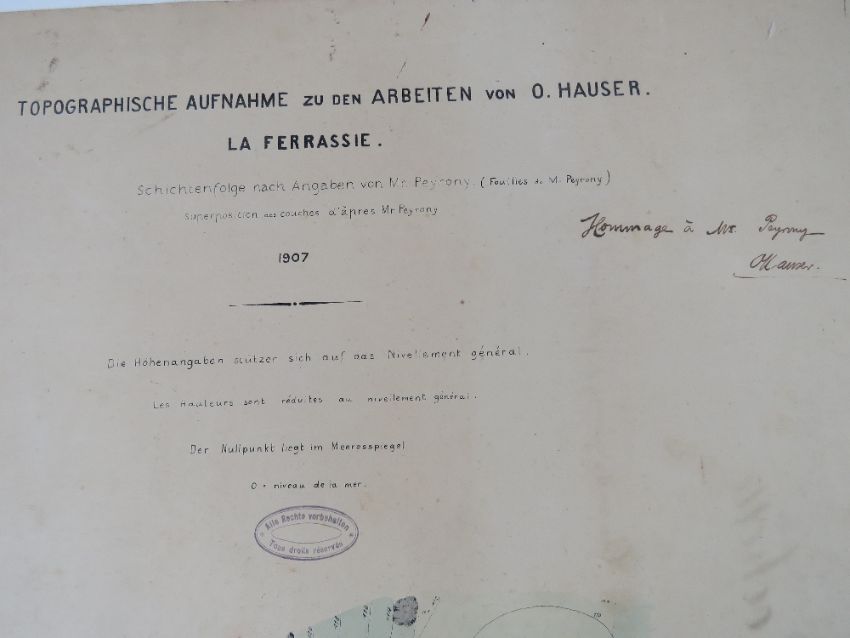 TOPOGRAPHISCHE AUFNAHME ZU DEN ARBEITEN VON O. HAUSER.
LA FERRASSIE.
Schichtenfolge nach Angaben von Mr. Peyrony. (Fouilles de M. Peyrony)
Superposition des couches d'âpres Mr Peyrony
Hommage à Mr. Peyrony
OHauser.
1907
Die Höhenangaben stützen sich auf das Nivellement général.
Les Hauteurs sont réduites au nivellement général.
Der Nullpunkt liegt im Meeresspiegel
O = niveau de la mer.
Alle Rechte vorbehalten
Tous droits réservés